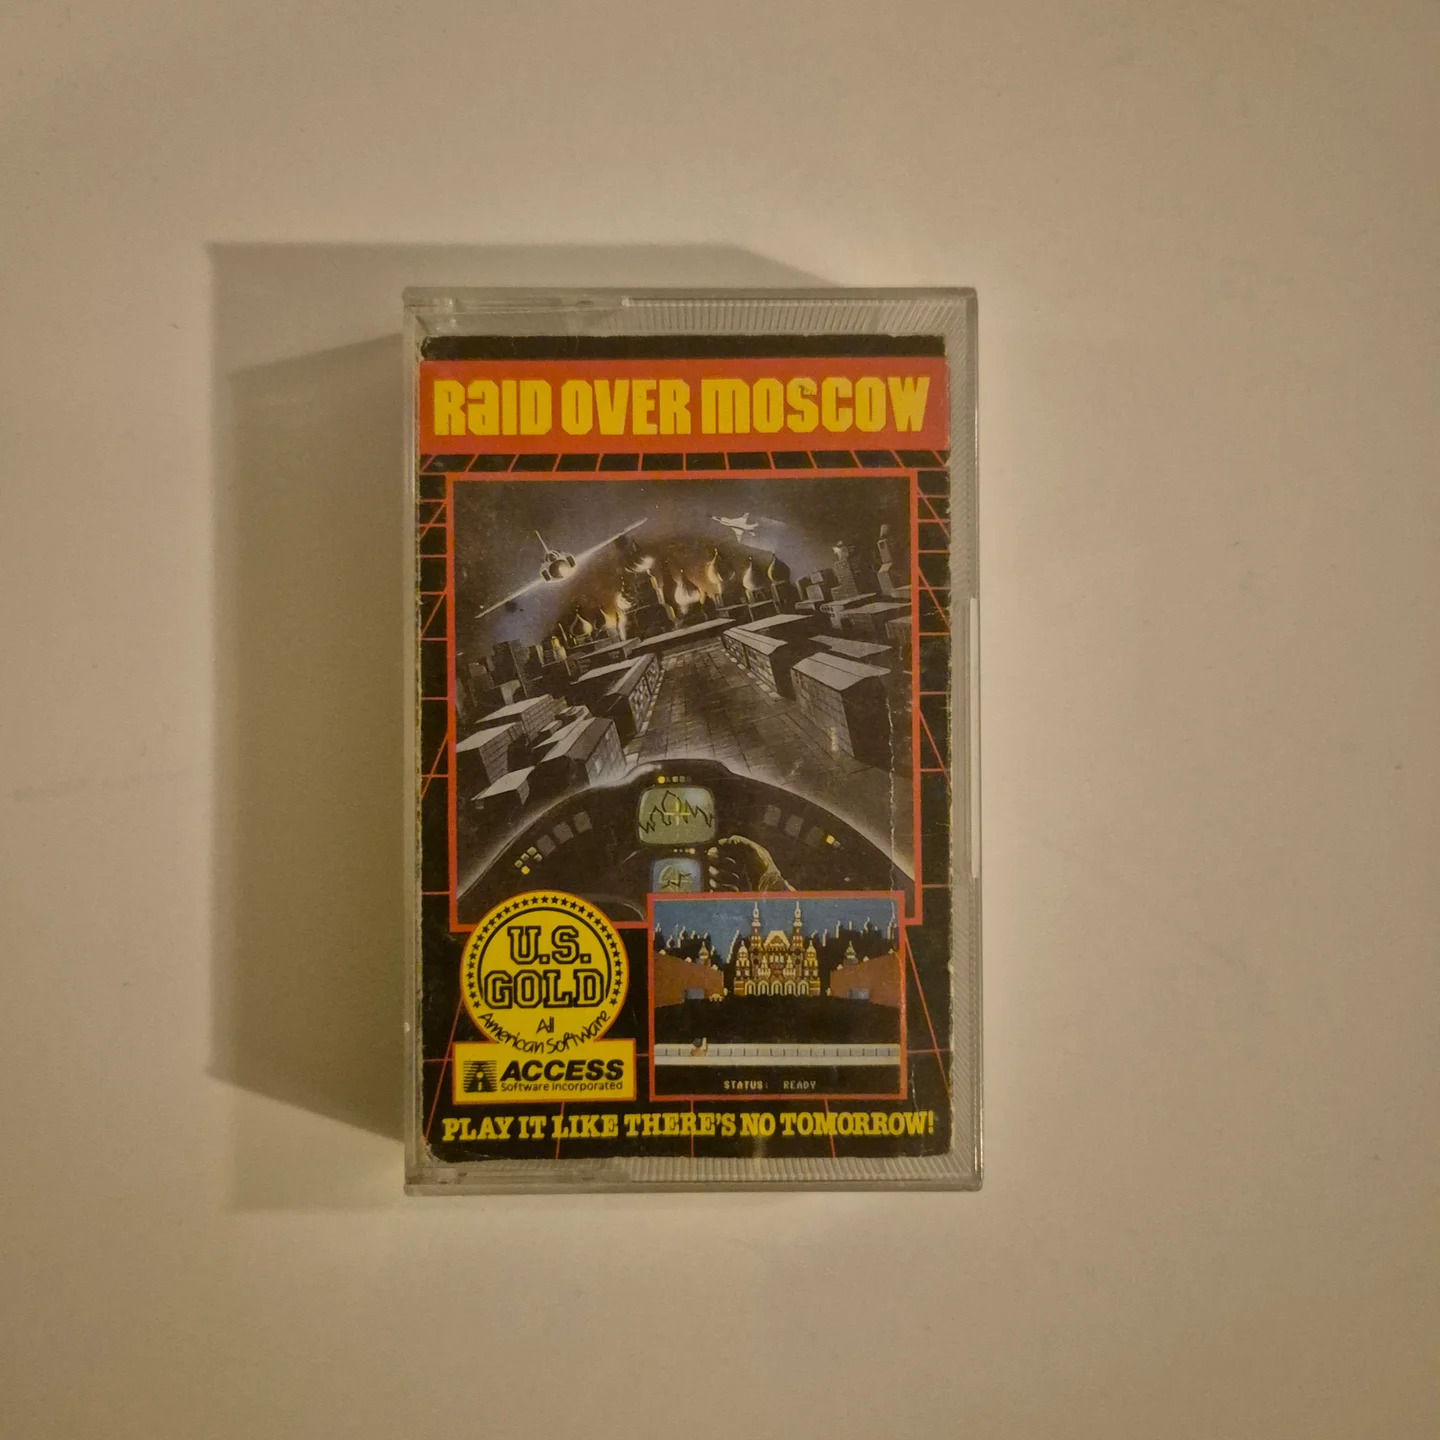 RAID OVER MOSCOW
U.S.
GOLD
All
American Software
ACCESS
Software Incorporated
STATUS: READY
PLAY IT LIKE THERE'S NO TOMORROW!